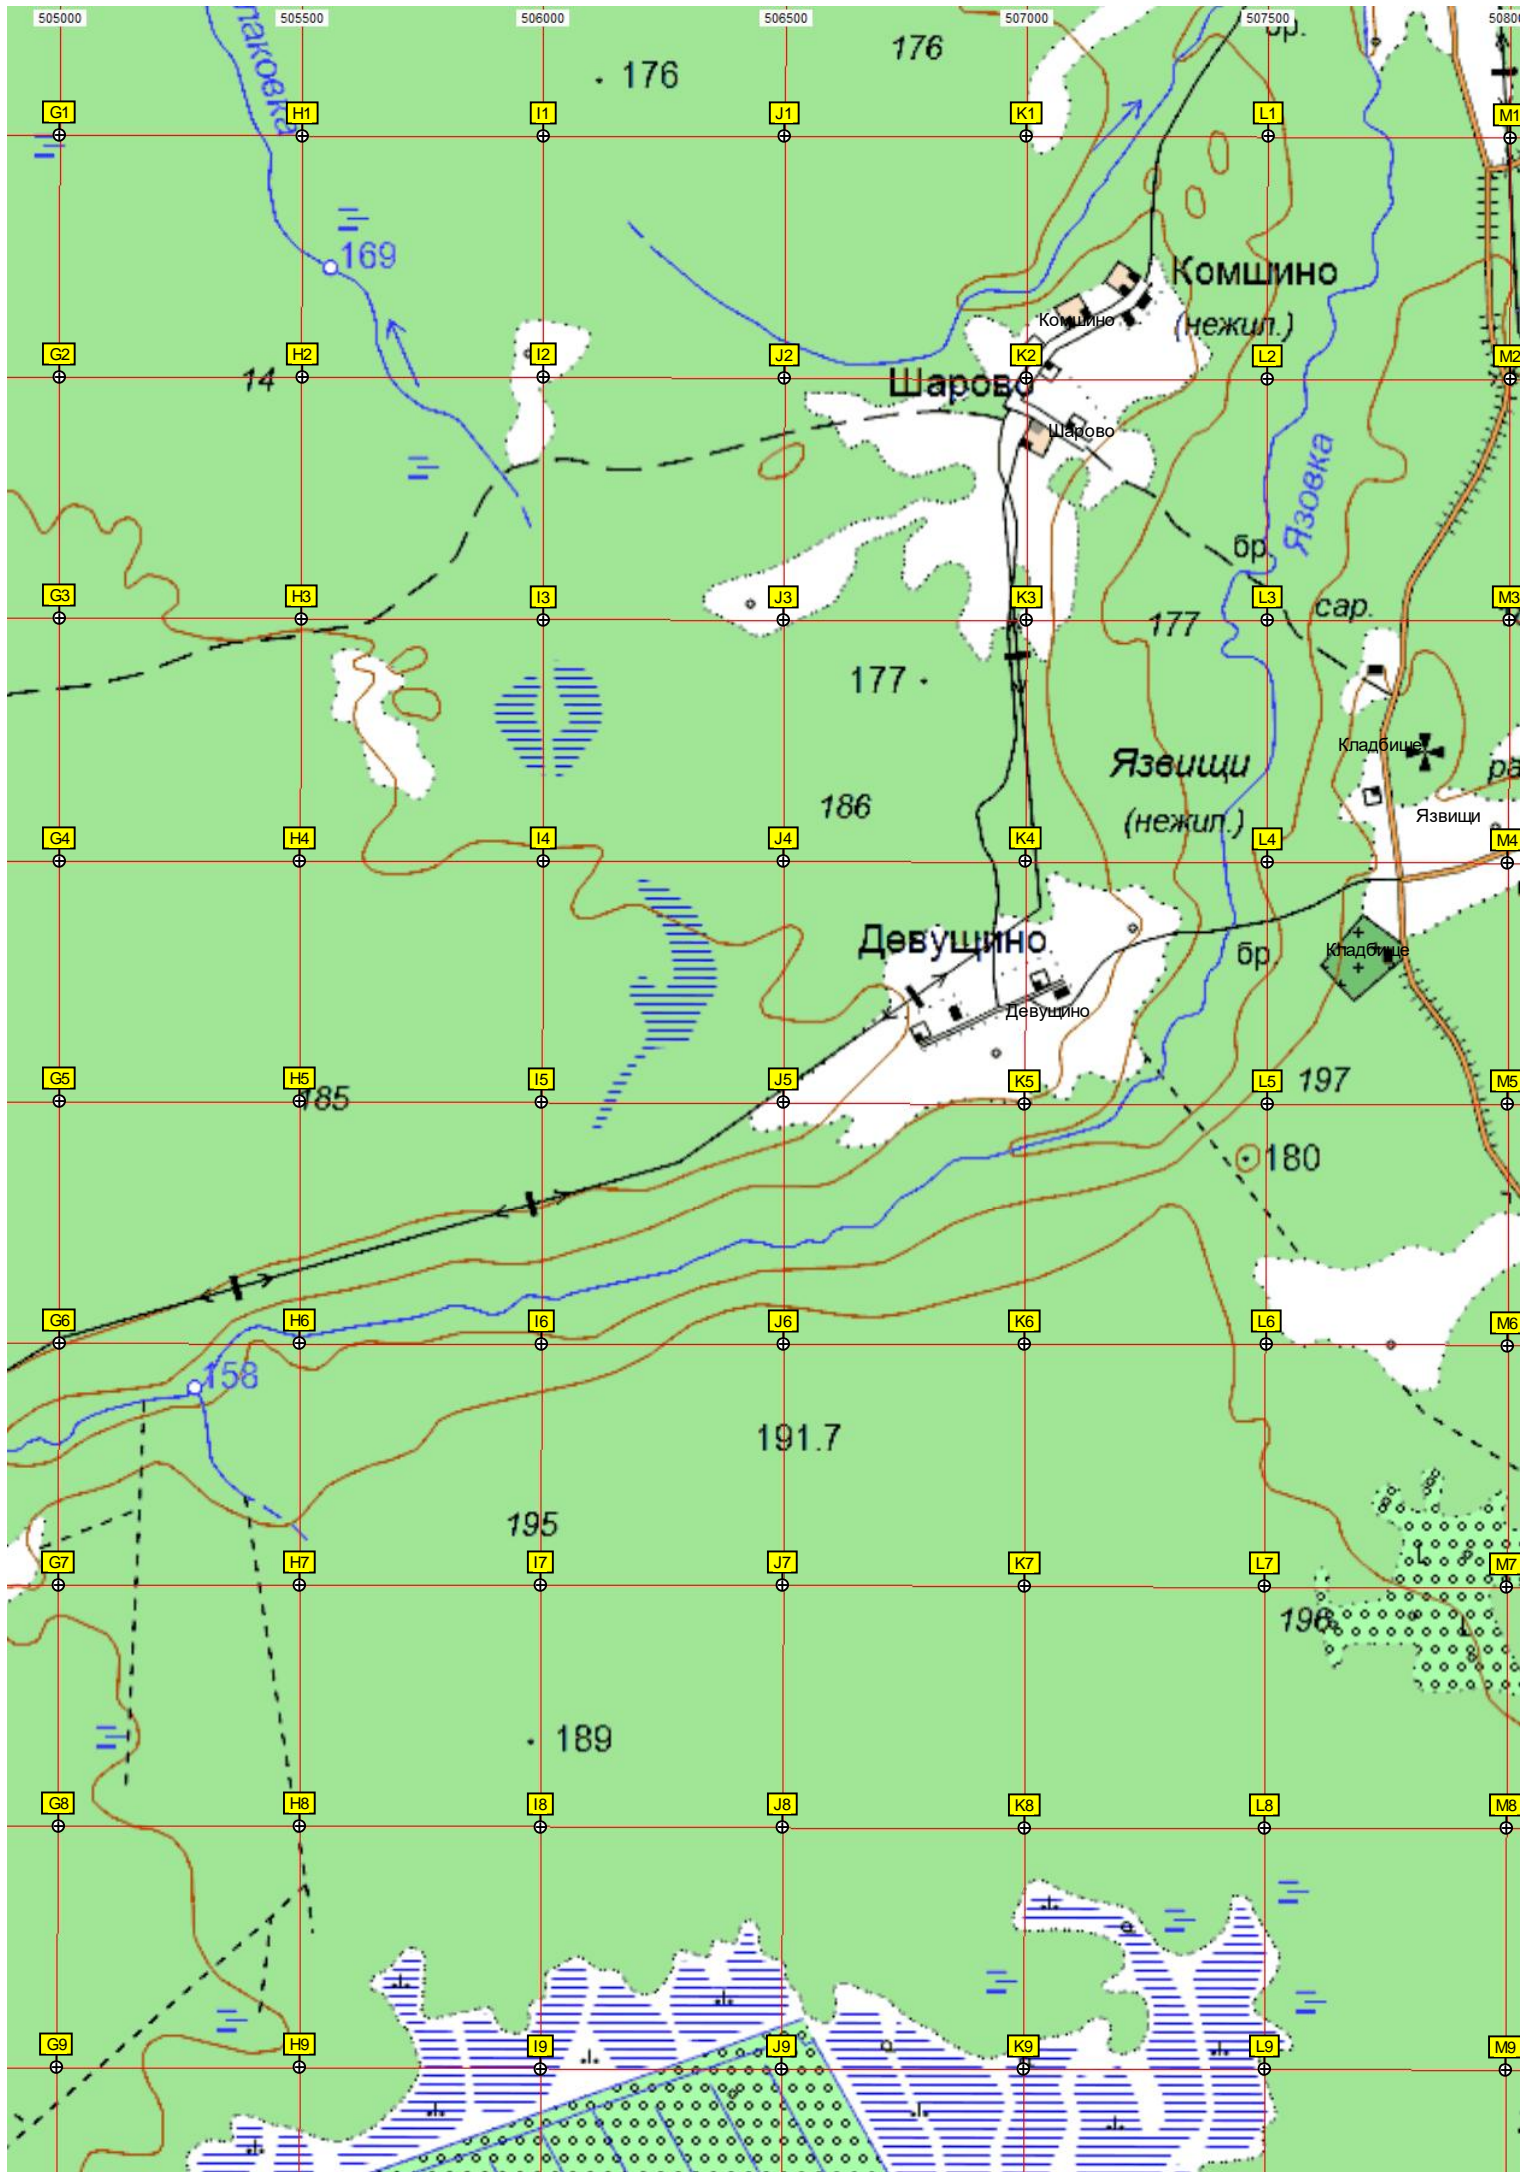 505000 505500 506000 506500 507000 507500
176
бр.
176
G1 H1 I1 J1 K1 L1 M1
169
Комшино
Комшино
(нежил.)
G2 H2 I2 J2 K2 L2 M2
14
Шарово
Шарово
Язовка
бр.
G3 H3 I3 J3 K3 L3 M3
сар.
177
177
Кладбище
Язвищи
186
(нежил.)
Язвищи
G4 H4 I4 J4 K4 L4 M4
Девущино
бр.
Кладбище
Девущино
G5 H5 I5 J5 K5 L5 M5
185
197
180
G6 H6 I6 J6 K6 L6 M6
158
191.7
195
G7 H7 I7 J7 K7 L7 M7
196
189
G8 H8 I8 J8 K8 L8 M8
G9 H9 I9 J9 K9 L9 M9